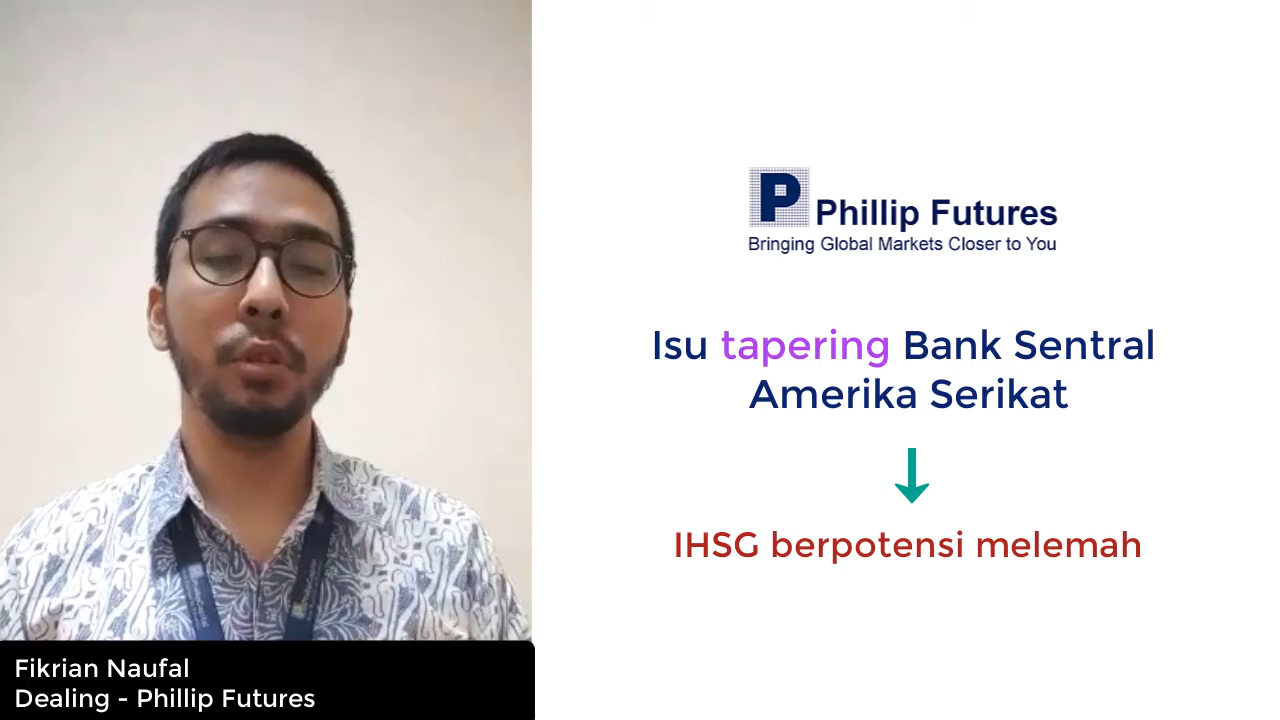 P Phillip Futures
Bringing Global Markets Closer to You
Isu tapering Bank Sentral
Amerika Serikat
IHSG berpotensi melemah
Fikrian Naufal
Dealing - Phillip Futures